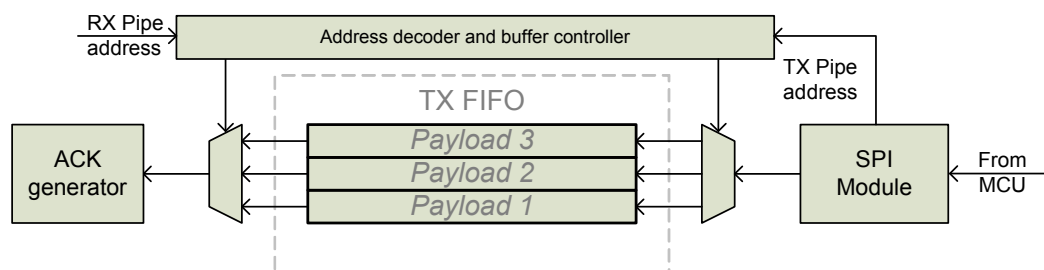 RX Pipe
address
Address decoder and buffer controller
TX Pipe
address
TX FIFO
Payload 3
Payload 2
Payload 1
ACK
generator
SPI
Module
From
MCU